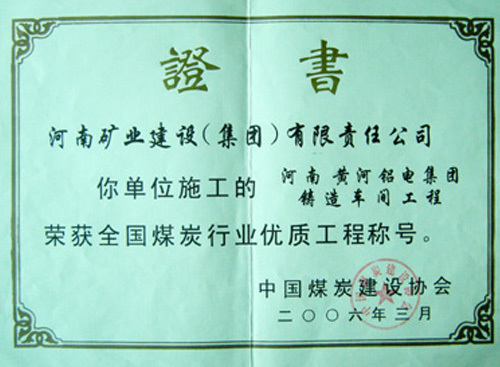 證書
河南矿业建设(集团)有限责任公司
你单位施工的 河南 黄河铝电集团
铸造车间工程
荣获全国煤炭行业优质工程称号。
中国煤炭建设协会
二〇〇六年三月